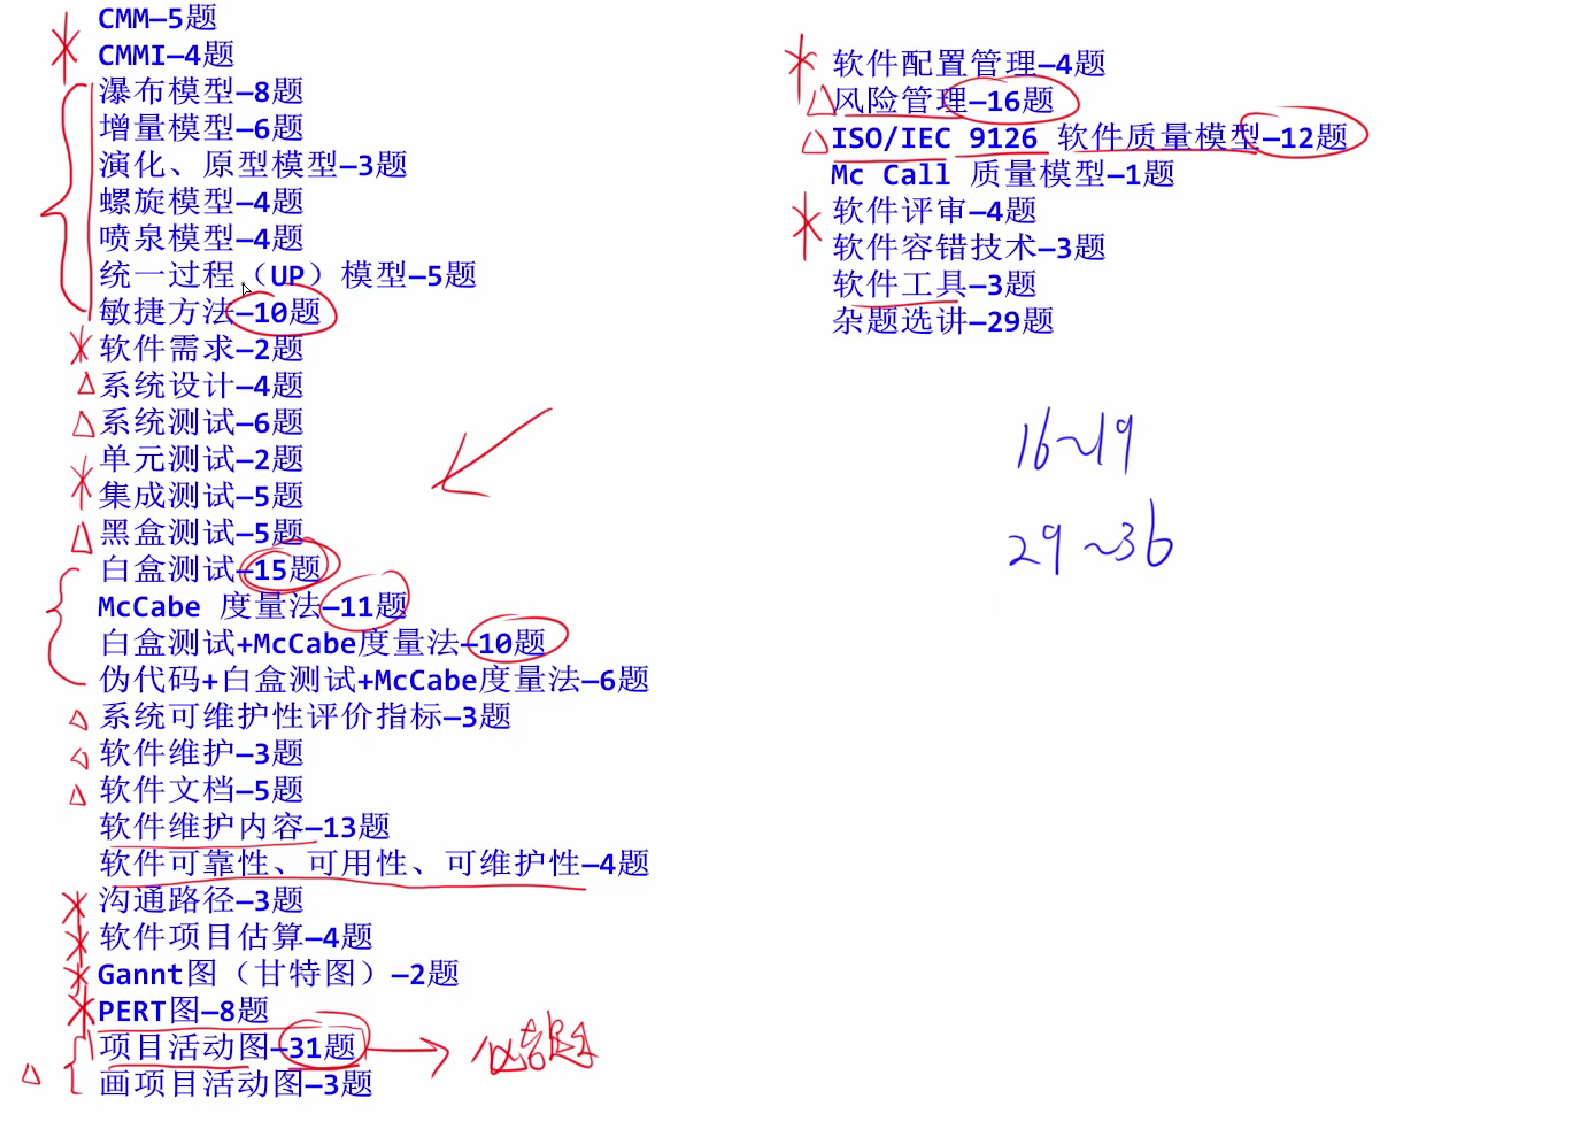 CMM—5题
CMMI—4题
瀑布模型—8题
增量模型—6题
演化、原型模型—3题
螺旋模型—4题
喷泉模型—4题
统一过程（UP）模型—5题
敏捷方法—10题
软件需求—2题
系统设计—4题
系统测试—6题
单元测试—2题
集成测试—5题
黑盒测试—5题
白盒测试—15题
McCabe 度量法—11题
白盒测试+McCabe度量法—10题
伪代码+白盒测试+McCabe度量法—6题
系统可维护性评价指标—3题
软件维护—3题
软件文档—5题
软件维护内容—13题
软件可靠性、可用性、可维护性—4题
沟通路径—3题
软件项目估算—4题
Gannt图（甘特图）—2题
PERT图—8题
项目活动图—31题
画项目活动图—3题
软件配置管理—4题
风险管理—16题
ISO/IEC 9126 软件质量模型—12题
Mc Call 质量模型—1题
软件评审—4题
软件容错技术—3题
软件工具—3题
杂题选讲—29题
16~19
29~36